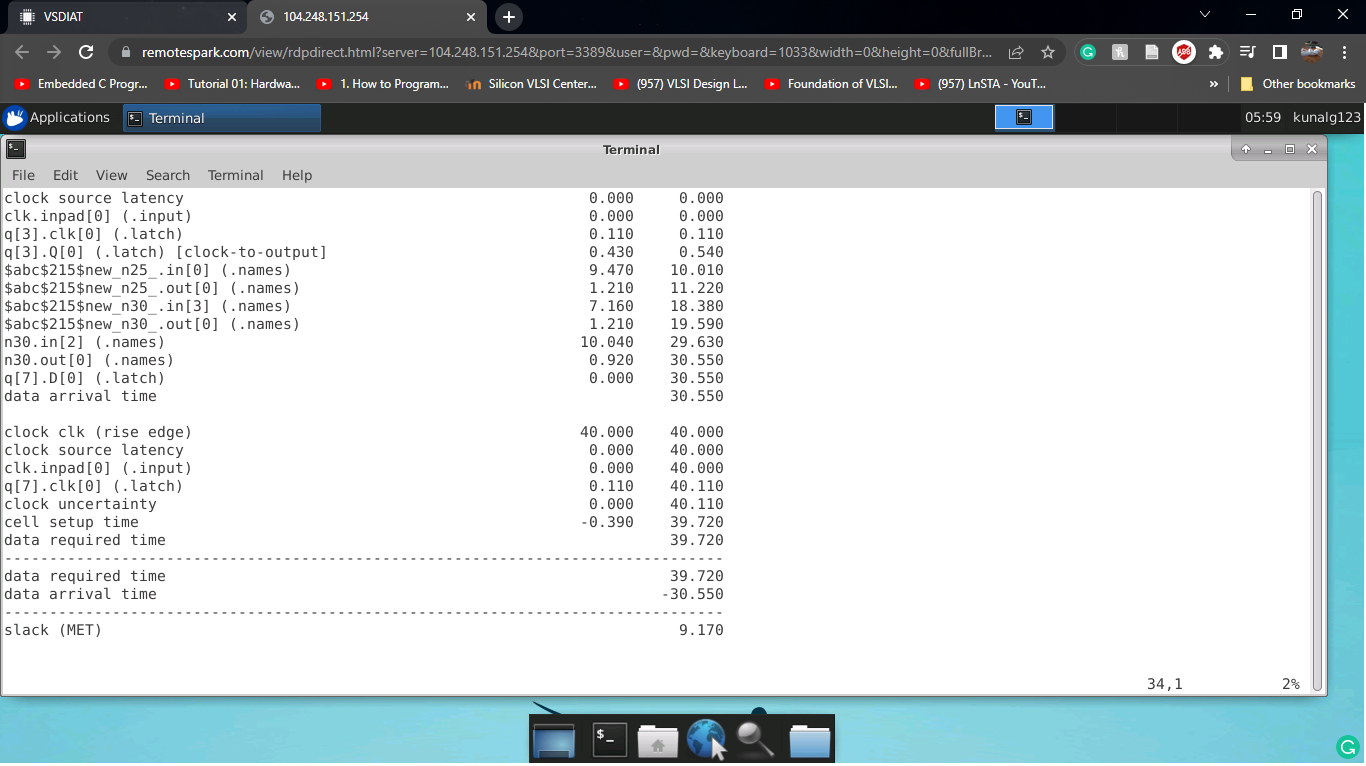 VSDIAT
104.248.151.254
remotespark.com/view/rdpdirect.html?server=104.248.151.254&port=3389&user=&pwd=&keyboard=1033&width=0&height=0&fullBr...
Embedded C Progr... Tutorial 01: Hardwa... 1. How to Program... Silicon VLSI Center... (957) VLSI Design L... Foundation of VLSI... (957) LnSTA - YouT... » Other bookmarks
Applications Terminal 05:59 kunalg123
Terminal
File Edit View Search Terminal Help
clock source latency 0.000 0.000
clk.inpad[0] (.input) 0.000 0.000
q[3].clk[0] (.latch) 0.110 0.110
q[3].Q[0] (.latch) [clock-to-output] 0.430 0.540
$abc$215$new_n25_.in[0] (.names) 9.470 10.010
$abc$215$new_n25_.out[0] (.names) 1.210 11.220
$abc$215$new_n30_.in[3] (.names) 7.160 18.380
$abc$215$new_n30_.out[0] (.names) 1.210 19.590
n30.in[2] (.names) 10.040 29.630
n30.out[0] (.names) 0.920 30.550
q[7].D[0] (.latch) 0.000 30.550
data arrival time 30.550
clock clk (rise edge) 40.000 40.000
clock source latency 0.000 40.000
clk.inpad[0] (.input) 0.000 40.000
q[7].clk[0] (.latch) 0.110 40.110
clock uncertainty 0.000 40.110
cell setup time -0.390 39.720
data required time 39.720
--------------------------------------------------------------------------------
data required time 39.720
data arrival time -30.550
--------------------------------------------------------------------------------
slack (MET) 9.170
34,1 2%